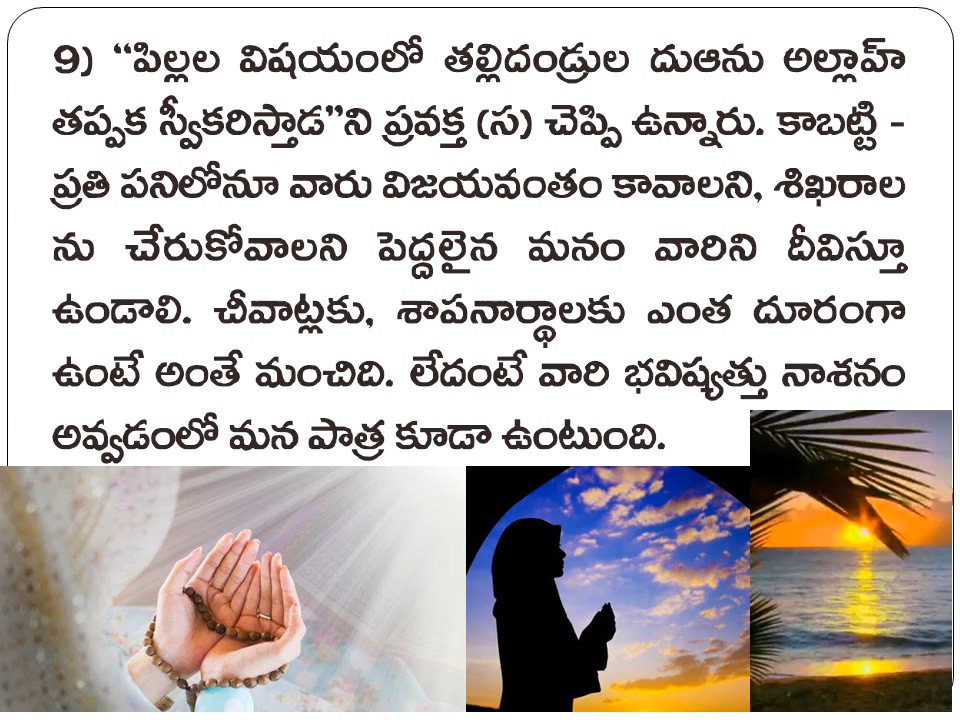 9) “పిల్లల విషయంలో తల్లిదండ్రుల దుఆను అల్లాహ్
తప్పక స్వీకరిస్తాడ”ని ప్రవక్త (స) చెప్పి ఉన్నారు. కాబట్టి -
ప్రతి పనిలోనూ వారు విజయవంతం కావాలని, శిఖరాల
ను చేరుకోవాలని పెద్దలైన మనం వారిని దీవిస్తూ
ఉండాలి. చీవాట్లకు, శాపనార్థాలకు ఎంత దూరంగా
ఉంటే అంతే మంచిది. లేదంటే వారి భవిష్యత్తు నాశనం
అవ్వడంలో మన పాత్ర కూడా ఉంటుంది.